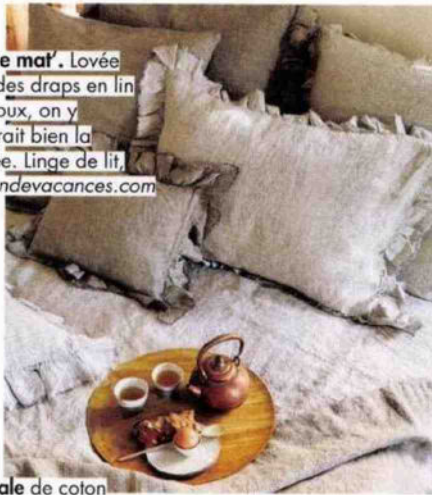 e mat'. Lovée
des draps en lin
oux, on y
rait bien la
e. Linge de lit,
ndevacances.com
ale de coton